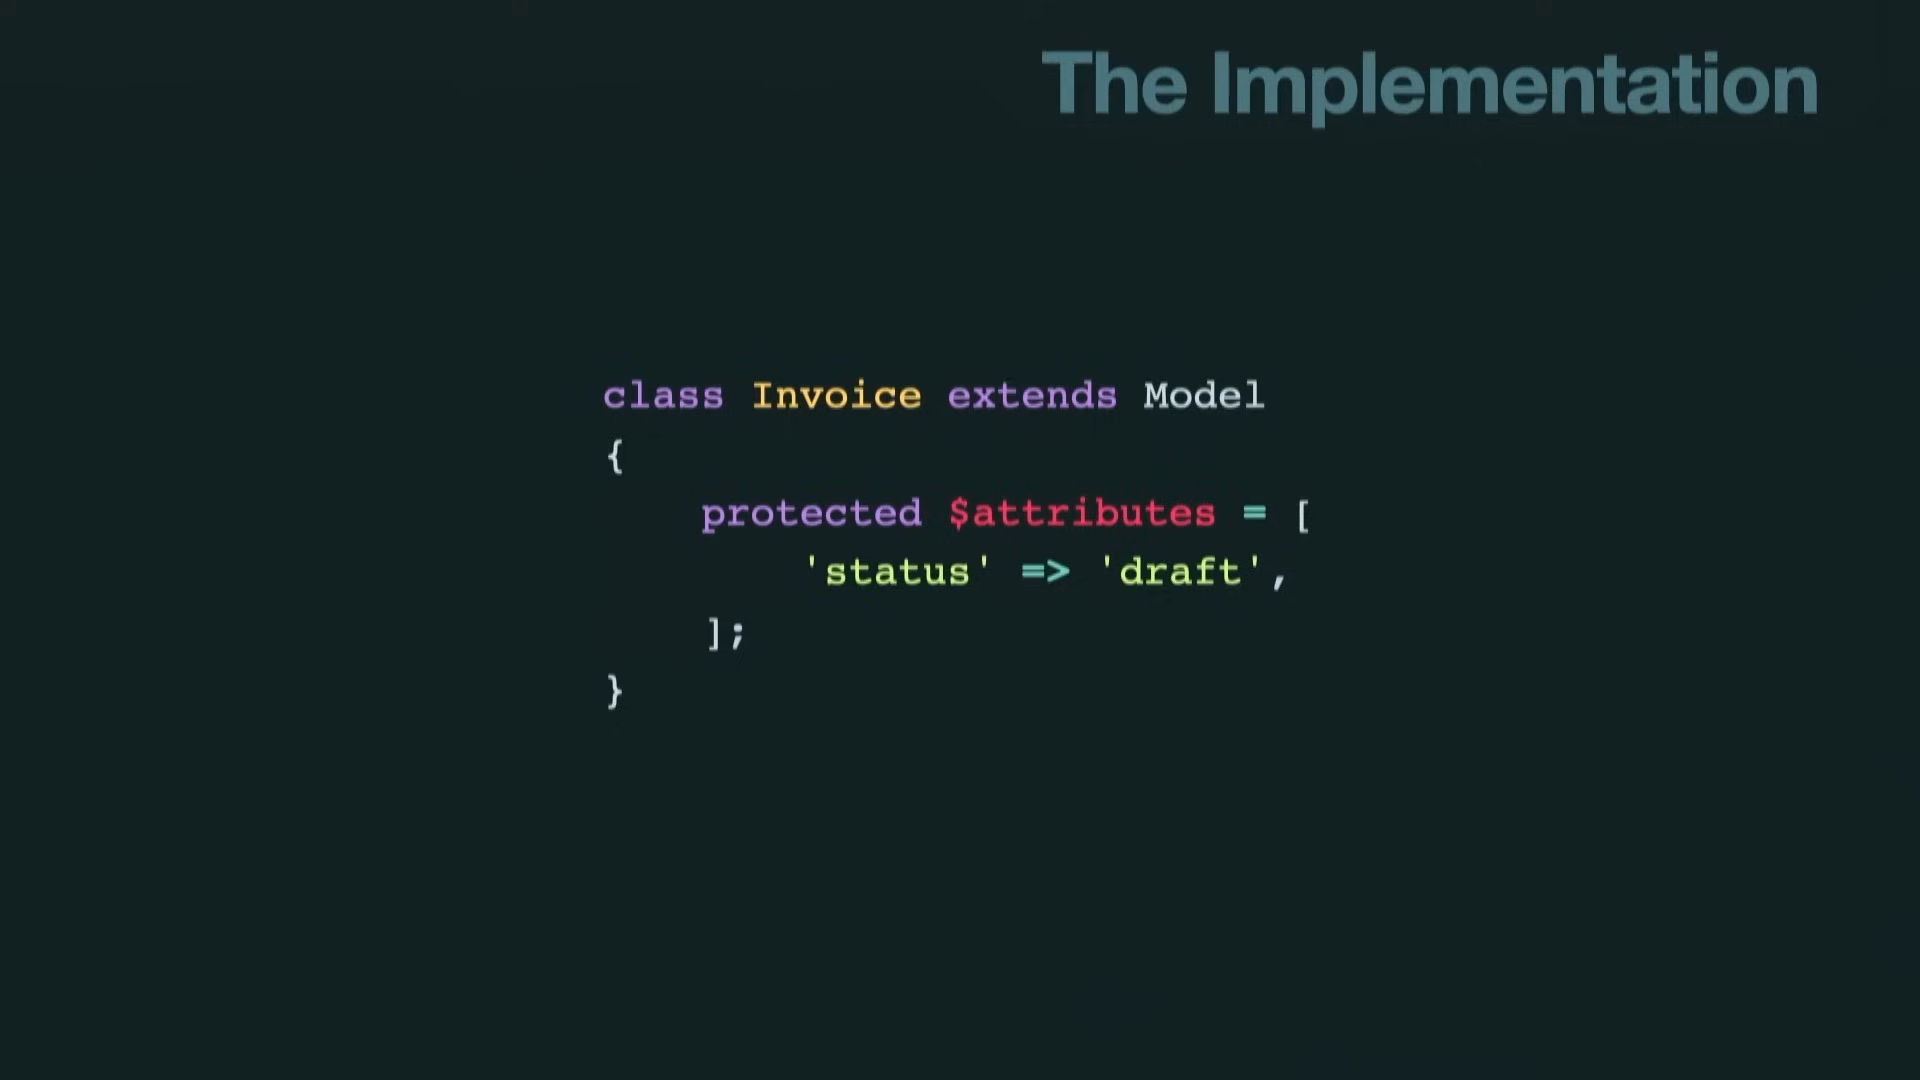 The Implementation
class Invoice extends Model
{
    protected $attributes = [
        'status' => 'draft',
    ];
}